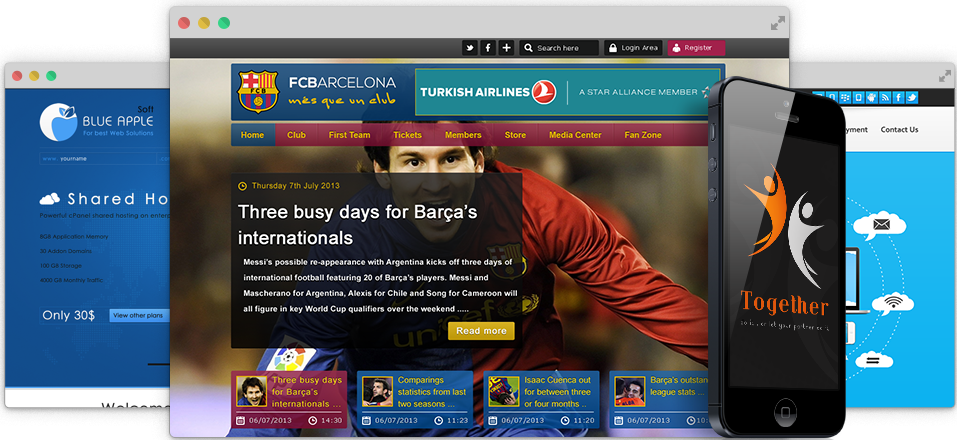 Search here
Login Area
Register
FCBARCELONA
més que un club
TURKISH AIRLINES
A STAR ALLIANCE MEMBER
Home
Club
First Team
Tickets
Members
Store
Media Center
Fan Zone
Thursday 7th July 2013
Three busy days for Barça’s
internationals
Messi's possible re-appearance with Argentina kicks off three days of
international football featuring 20 of Barça's players. Messi and
Mascherano for Argentina, Alexis for Chile and Song for Cameroon will
all figure in key World Cup qualifiers over the weekend .....
Read more
unicef
Three busy days
for Barça's
internationals ...
06/07/2013
14:30
Comparings
statistics from last
two seasons ...
06/07/2013
11:23
Isaac Cuenca out
for between three
or four months ..
06/07/2013
11:20
Barça's outstan
league stats ...
06/07/2013
Soft
BLUE APPLE
For best Web Solutions
www.
yourname
Shared Ho
Powerful cPanel shared hosting an enter
8GB Application Memory
30 Addon Domains
100 GB Storage
4000 GB Monthly traffic
Only 30$
View other plans
Welcome
Together
yment
Contact Us